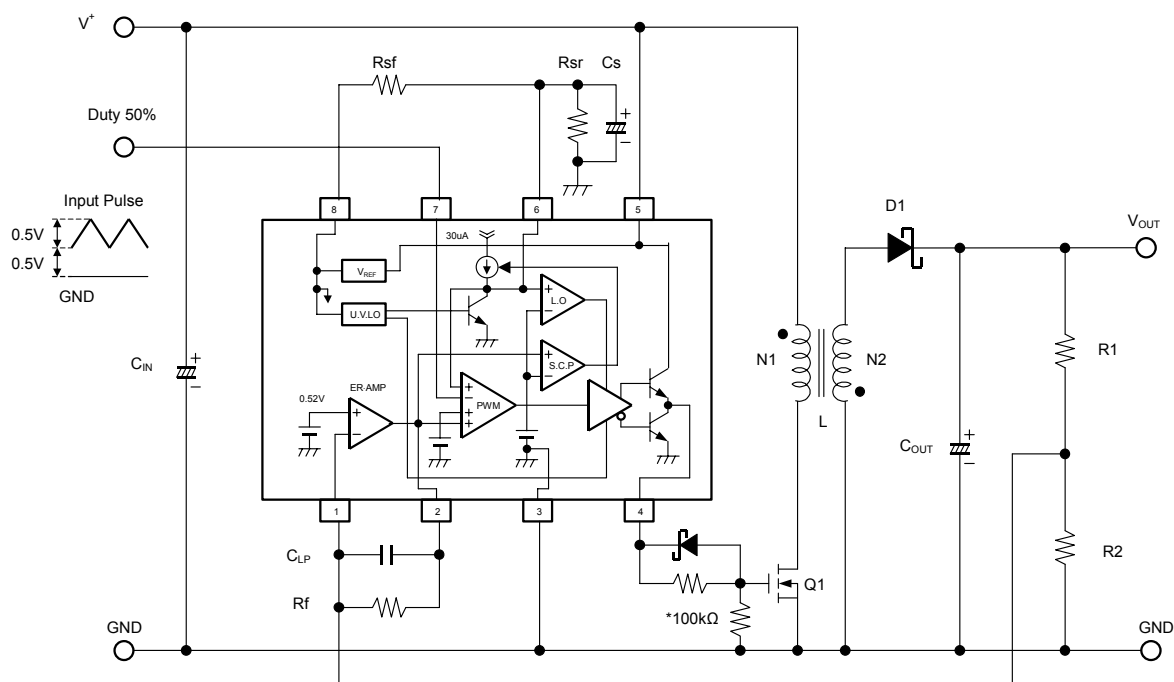 V+
Rsf
Rsr
Cs
+
−
Duty 50%
Input Pulse
0.5V
0.5V
GND
8
7
6
5
30uA
VREF
U.V.LO
+
−
L.O
+
−
S.C.P
ER·AMP
0.52V
+
−
+
−
+
+
PWM
1
2
3
4
CIN
+
−
CLP
Rf
*100kΩ
Q1
N1
N2
L
D1
VOUT
COUT
+
−
R1
R2
GND
GND